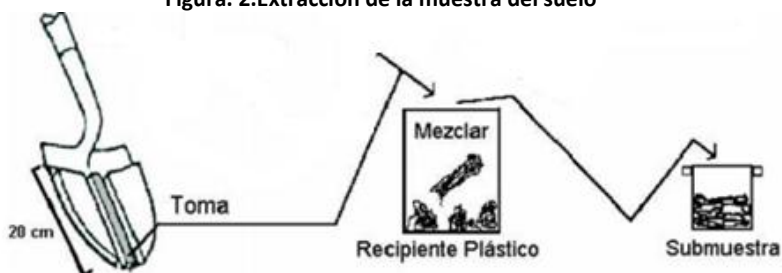 Figura. 2.Extracción de la muestra del suelo
Mezclar
Toma
20 cm
Recipiente Plástico
Submuestra